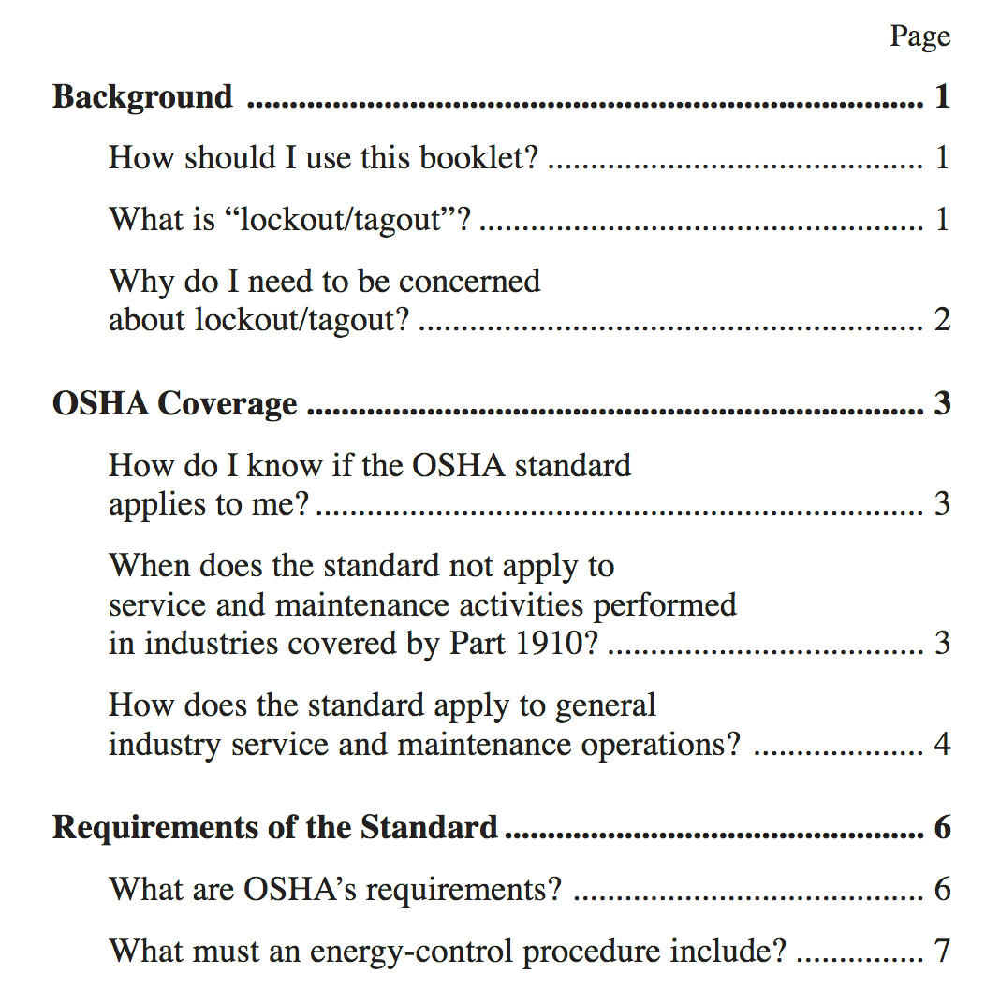 Page
Background ................................................................................ 1
How should I use this booklet? ............................................. 1
What is “lockout/tagout”? ..................................................... 1
Why do I need to be concerned
about lockout/tagout? ............................................................ 2
OSHA Coverage ......................................................................... 3
How do I know if the OSHA standard
applies to me? ........................................................................ 3
When does the standard not apply to
service and maintenance activities performed
in industries covered by Part 1910? ...................................... 3
How does the standard apply to general
industry service and maintenance operations? .................... 4
Requirements of the Standard ................................................. 6
What are OSHA’s requirements? .......................................... 6
What must an energy-control procedure include? ............... 7